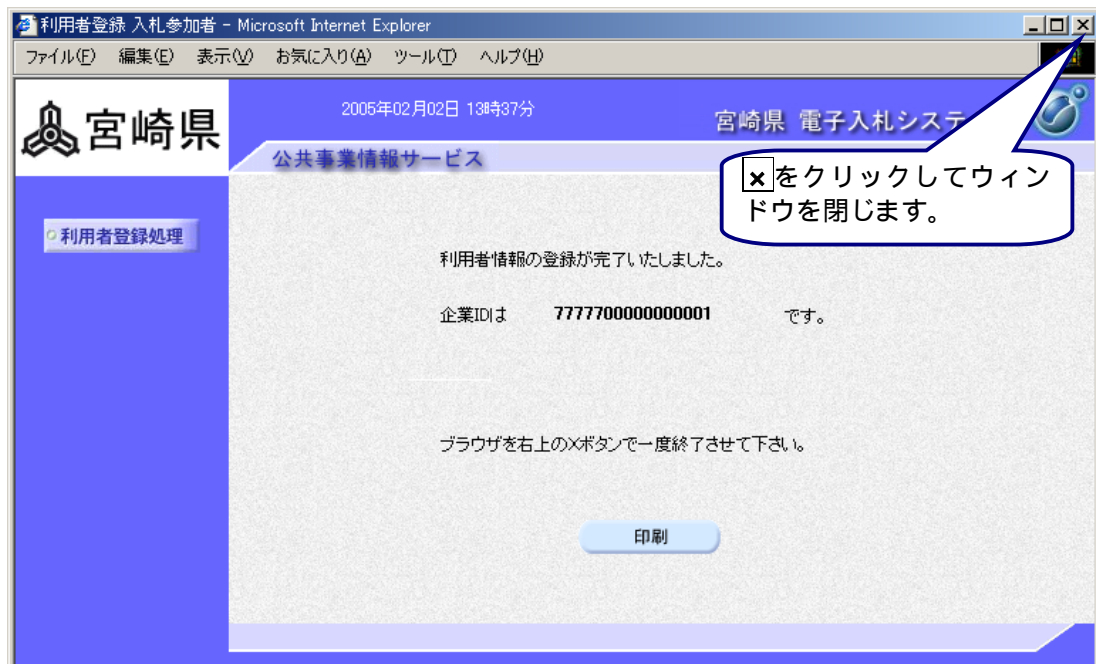 利用者登録 入札参加者 - Microsoft Internet Explorer
ファイル(F) 編集(E) 表示(V) お気に入り(A) ツール(T) ヘルプ(H)
宮崎県
2005年02月02日 13時37分
宮崎県 電子入札システ
公共事業情報サービス
×をクリックしてウィン
ドウを閉じます。
利用者登録処理
利用者情報の登録が完了いたしました。
企業IDは 7777700000000001 です。
ブラウザを右上のXボタンで一度終了させて下さい。
印刷